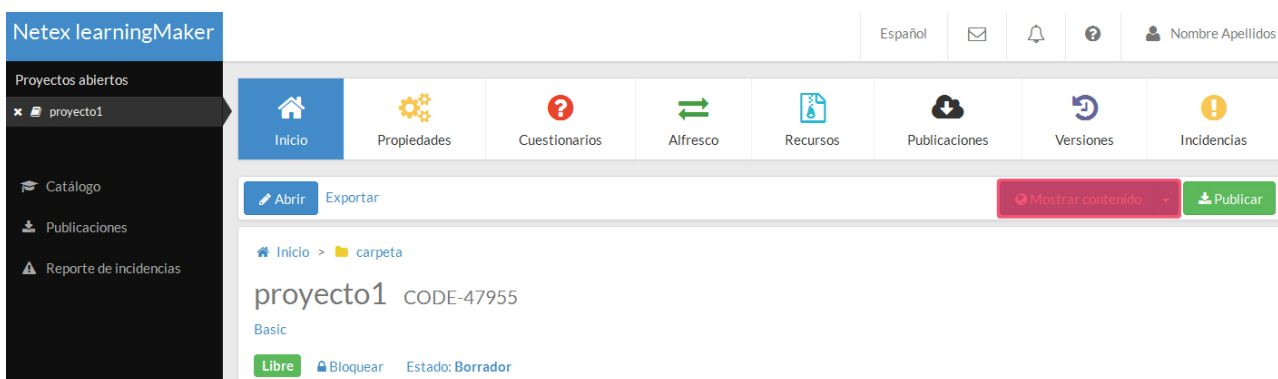 Netex learningMaker
Español
Nombre Apellidos
Proyectos abiertos
proyecto1
Inicio
Propiedades
Cuestionarios
Alfresco
Recursos
Publicaciones
Versiones
Incidencias
Catálogo
Publicaciones
Reporte de incidencias
Abrir
Exportar
Mostrar contenido
Publicar
Inicio > carpeta
proyecto1 CODE-47955
Basic
Libre Bloquear Estado: Borrador